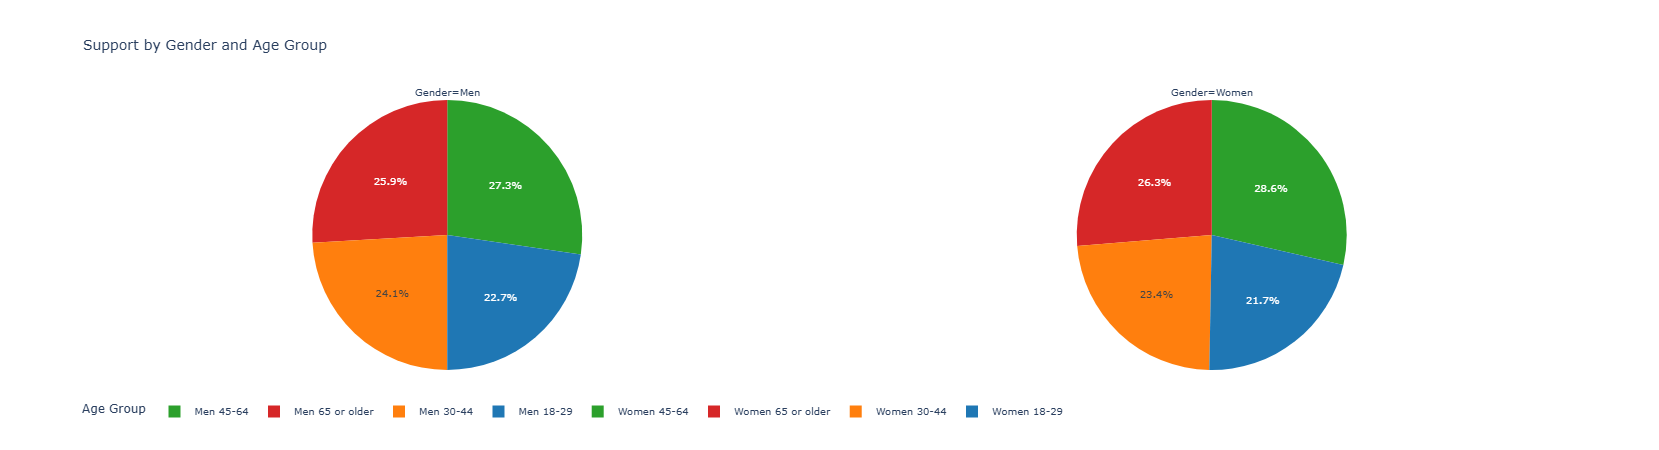 Support by Gender and Age Group
Gender=Men
Gender=Women
25.9%
27.3%
24.1%
22.7%
26.3%
28.6%
23.4%
21.7%
Age Group
Men 45-64
Men 65 or older
Men 30-44
Men 18-29
Women 45-64
Women 65 or older
Women 30-44
Women 18-29